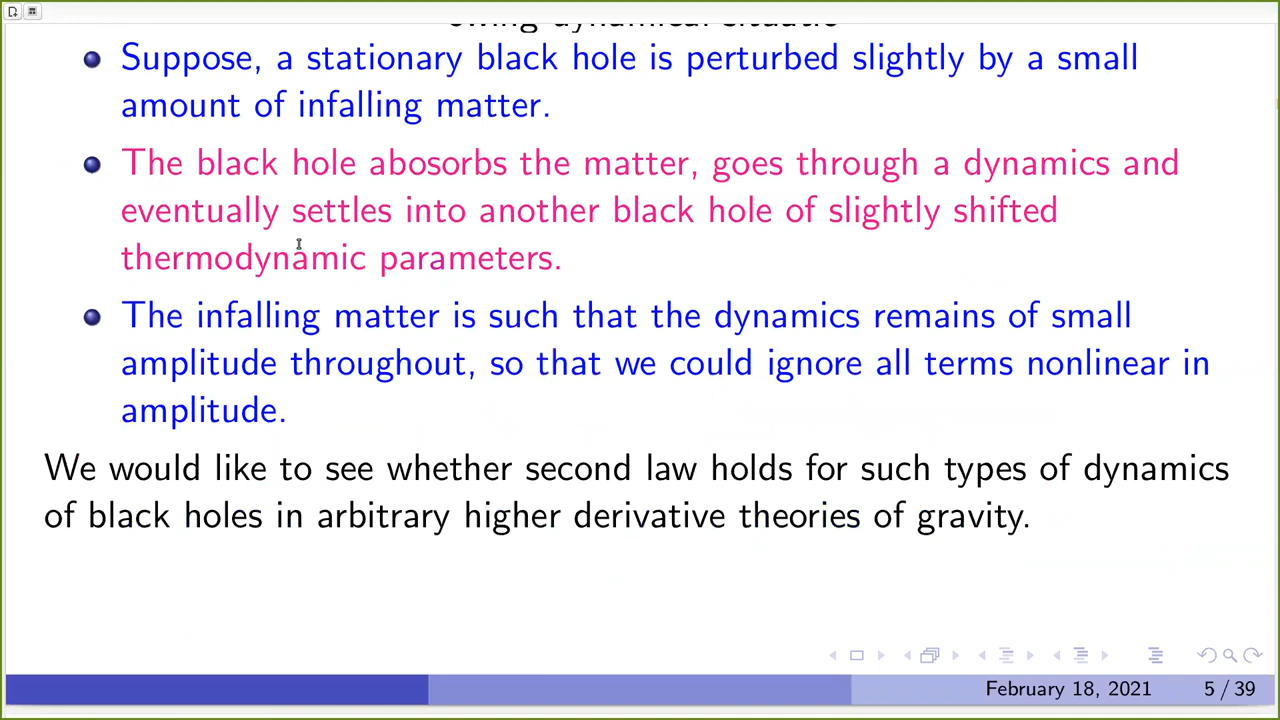 Suppose, a stationary black hole is perturbed slightly by a small
amount of infalling matter.
The black hole abosorbs the matter, goes through a dynamics and
eventually settles into another black hole of slightly shifted
thermodynamic parameters.
The infalling matter is such that the dynamics remains of small
amplitude throughout, so that we could ignore all terms nonlinear in
amplitude.
We would like to see whether second law holds for such types of dynamics
of black holes in arbitrary higher derivative theories of gravity.
February 18, 2021 5 / 39